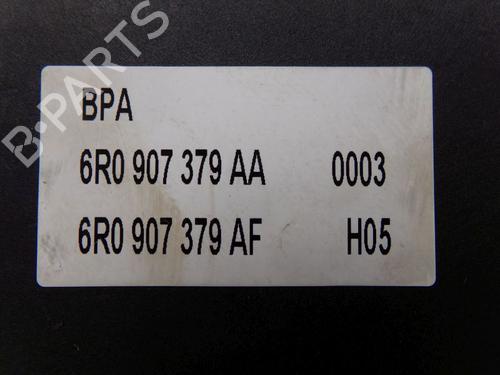 BPA
6R0 907 379 AA 0003
6R0 907 379 AF H05
B-PARTS